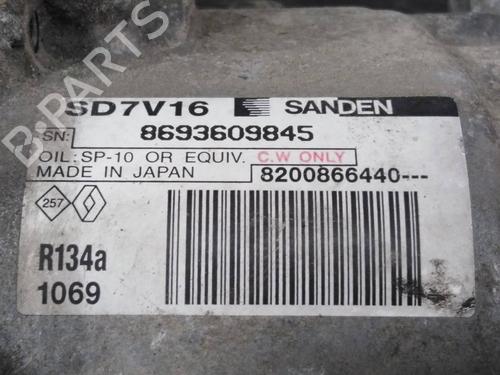 SD7V16 SANDEN
SN: 8693609845
OIL: SP-10 OR EQUIV. C.W ONLY
MADE IN JAPAN 8200866440---
257
R134a
1069
B-PARTS